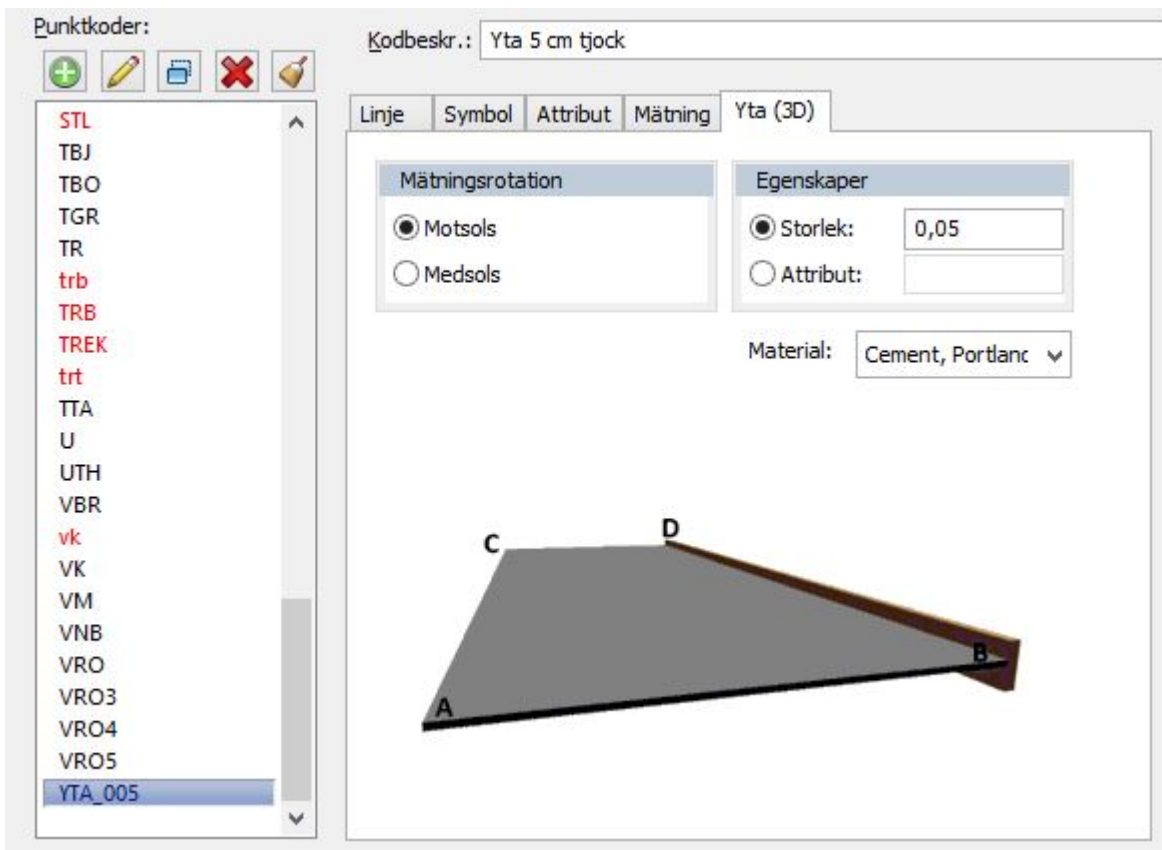 Punktkoder:
Kodbeskr.: Yta 5 cm tjock
STL
TBJ
TBO
TGR
TR
trb
TRB
TREK
trt
TTA
U
UTH
VBR
vk
VK
VM
VNB
VRO
VRO3
VRO4
VRO5
YTA_005
Linje Symbol Attribut Mätning Yta (3D)
Mätningsrotation
Motsols
Medsols
Egenskaper
Storlek: 0,05
Attribut:
Material: Cement, Portlanc
C
D
A
B